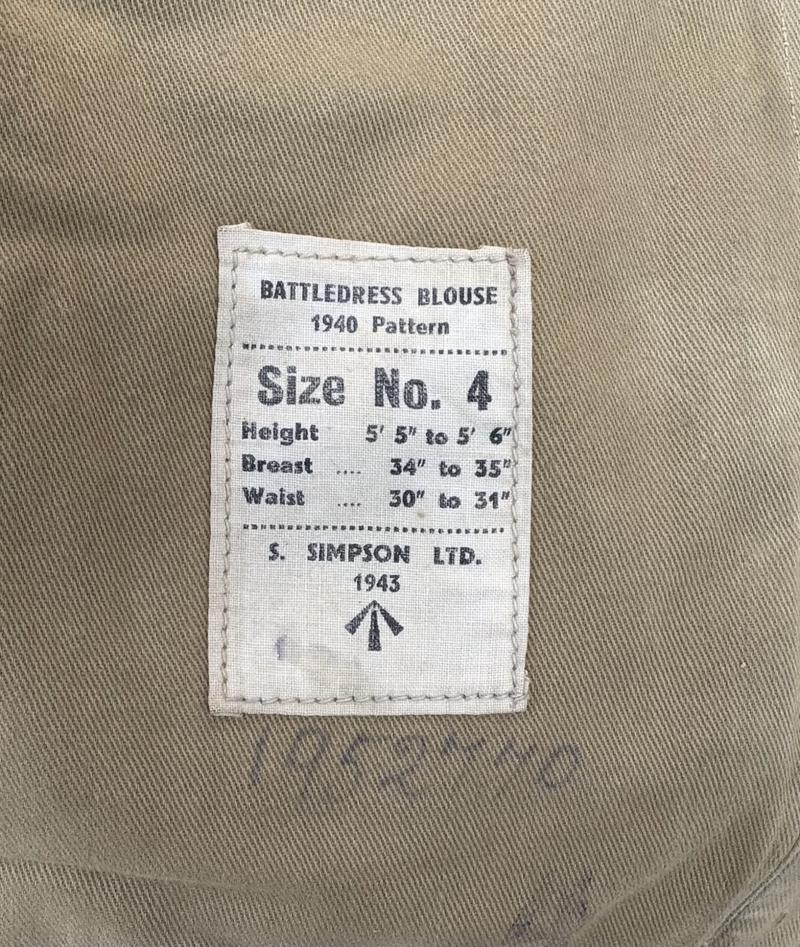 BATTLEDRESS BLOUSE
1940 Pattern
Size No. 4
Height 5' 5" to 5' 6"
Breast .... 34" to 35"
Waist .... 30" to 31"
S. SIMPSON LTD.
1943